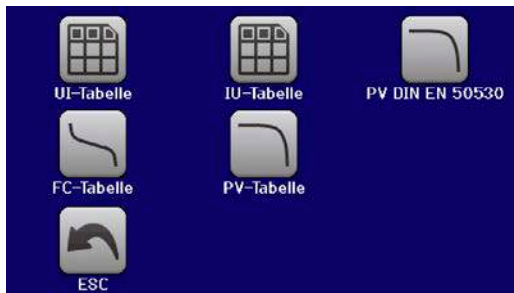 UI-Tabelle
IU-Tabelle
PV DIN EN 50530
FC-Tabelle
PV-Tabelle
ESC